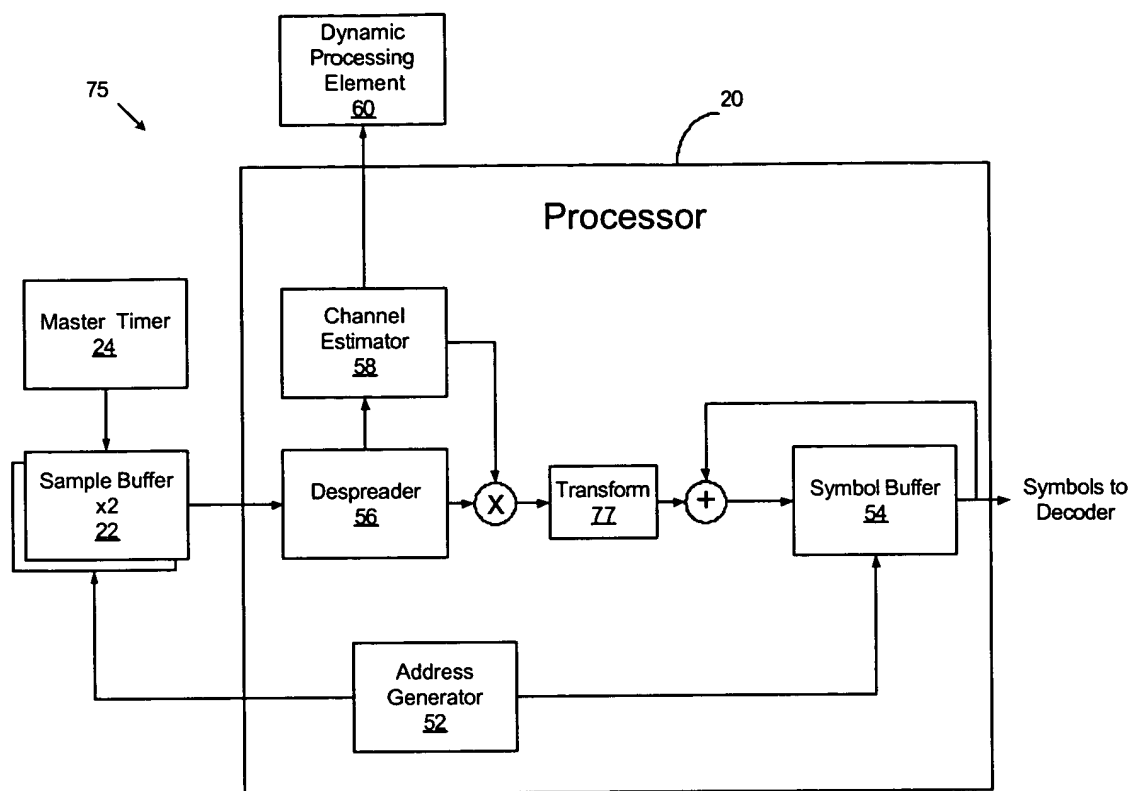 Dynamic
Processing
Element
60
75
20
Processor
Master Timer
24
Channel
Estimator
58
Sample Buffer
x2
22
Despreader
56
X
Transform
77
+
Symbol Buffer
54
Symbols to
Decoder
Address
Generator
52